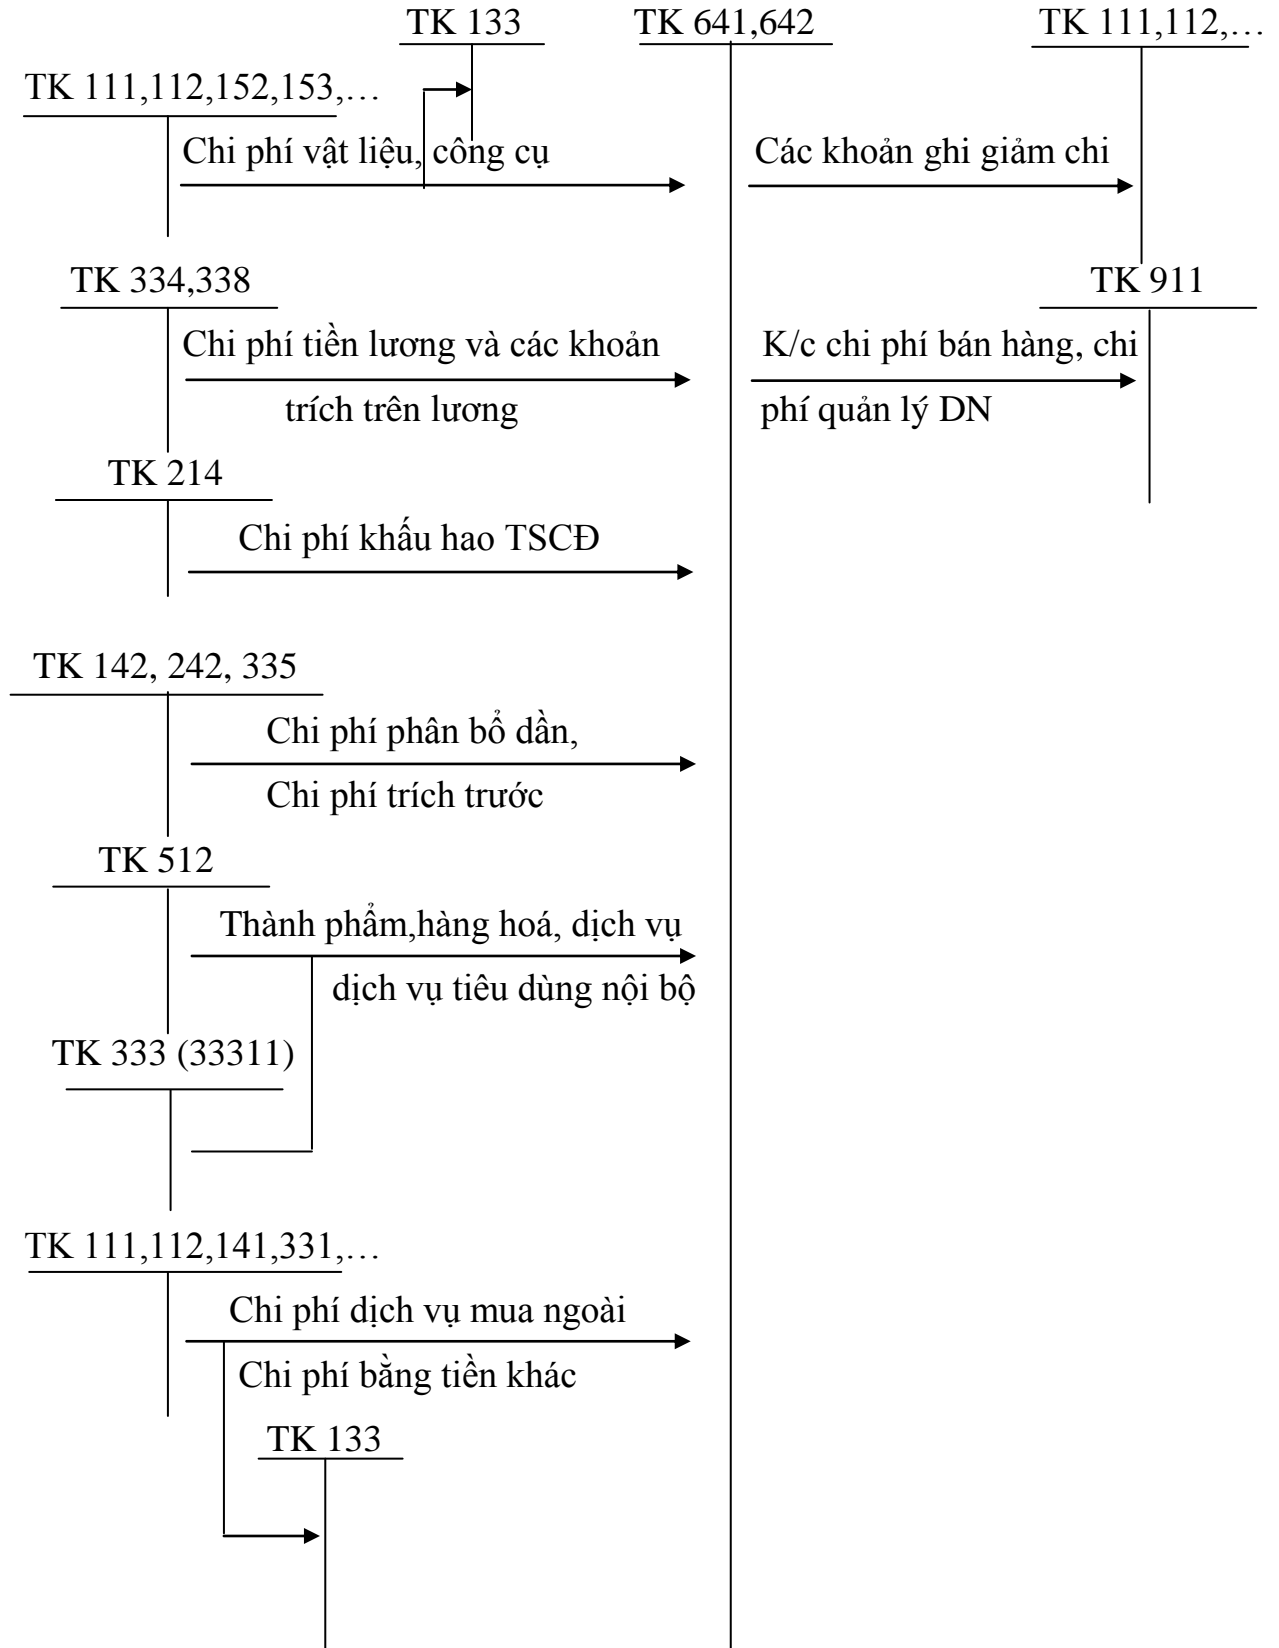 TK 133
TK 641,642
TK 111,112,…
TK 111,112,152,153,…
Chi phí vật liệu, công cụ
Các khoản ghi giảm chi
TK 334,338
TK 911
Chi phí tiền lương và các khoản
trích trên lương
K/c chi phí bán hàng, chi
phí quản lý DN
TK 214
Chi phí khấu hao TSCĐ
TK 142, 242, 335
Chi phí phân bổ dần,
Chi phí trích trước
TK 512
Thành phẩm,hàng hoá, dịch vụ
dịch vụ tiêu dùng nội bộ
TK 333 (33311)
TK 111,112,141,331,…
Chi phí dịch vụ mua ngoài
Chi phí bằng tiền khác
TK 133